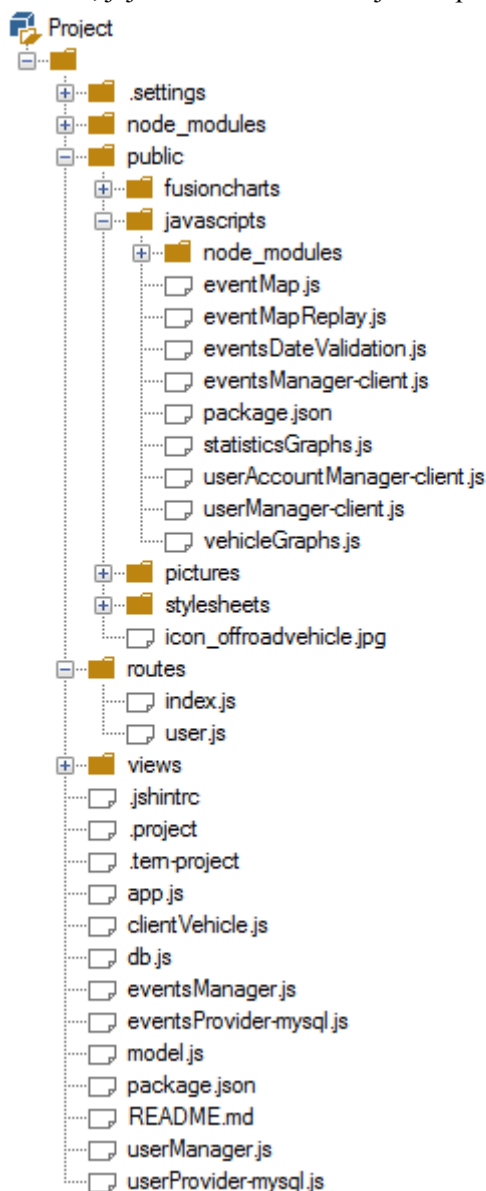 Project
.settings
node_modules
public
fusioncharts
javascripts
node_modules
eventMap.js
eventMapReplay.js
eventsDateValidation.js
eventsManager-client.js
package.json
statisticsGraphs.js
userAccountManager-client.js
userManager-client.js
vehicleGraphs.js
pictures
stylesheets
icon_offroadvehicle.jpg
routes
index.js
user.js
views
.jshintrc
.project
.tern-project
app.js
clientVehicle.js
db.js
eventsManager.js
eventsProvider-mysql.js
model.js
package.json
README.md
userManager.js
userProvider-mysql.js